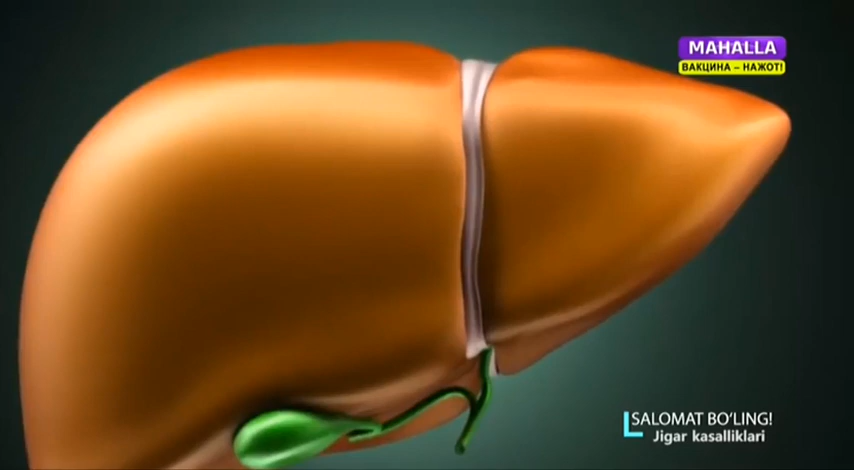 MAHALLA
ВАКЦИНА – НАЖОТ!
SALOMAT BO'LING!
Jigar kasalliklari